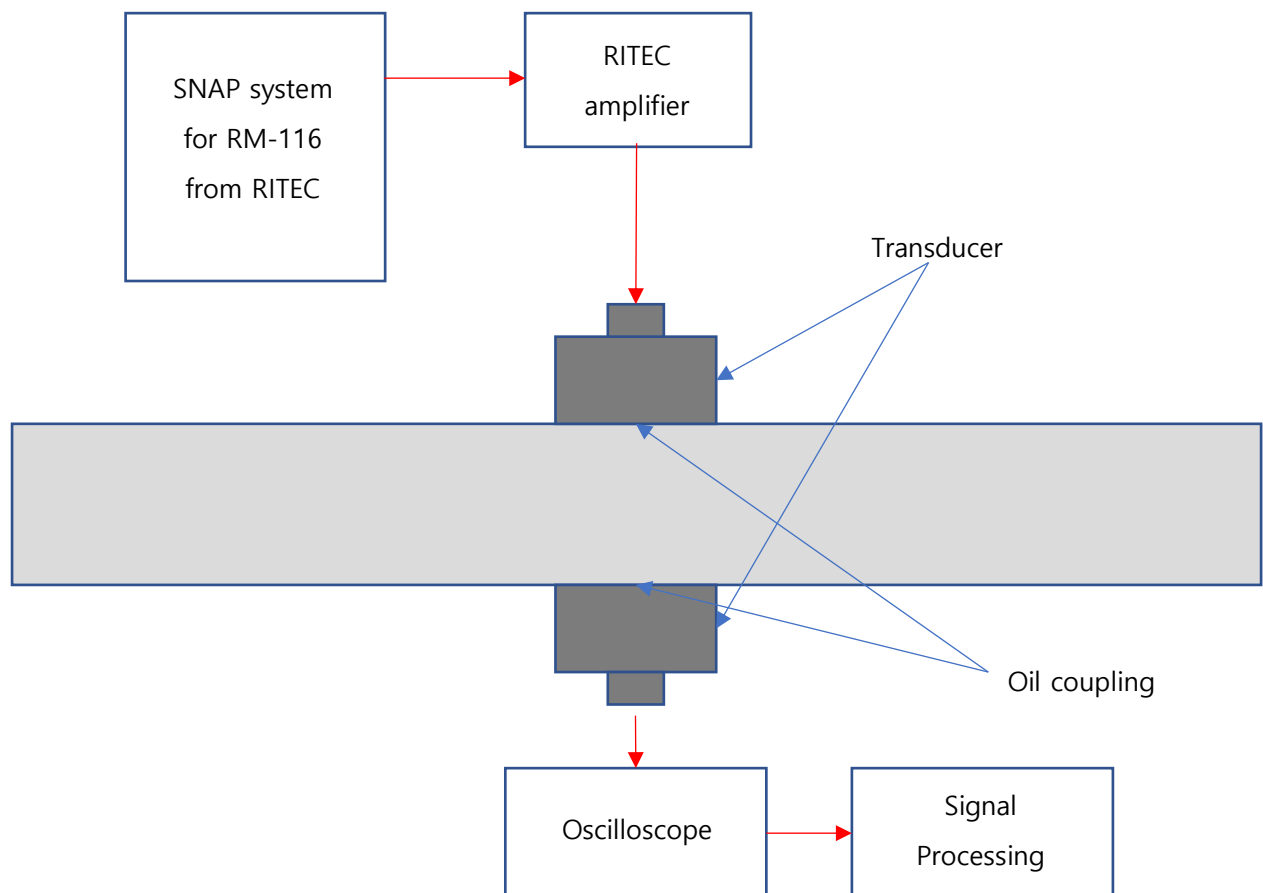 SNAP system
for RM-116
from RITEC
RITEC
amplifier
Transducer
Oil coupling
Oscilloscope
Signal
Processing